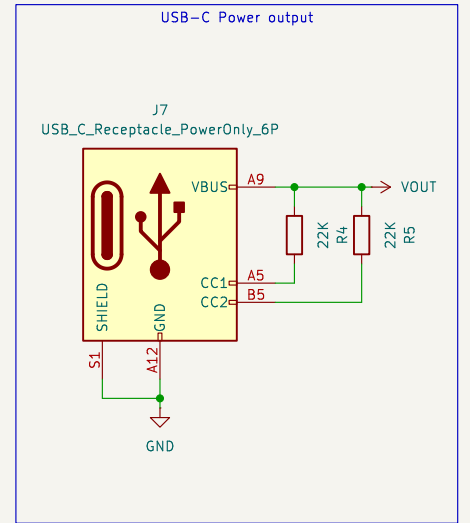 USB-C Power output
J7
USB_C_Receptacle_PowerOnly_6P
VBUS
A9
VOUT
22K
R4
22K
R5
CC1
A5
CC2
B5
SHIELD
GND
S1
A12
GND